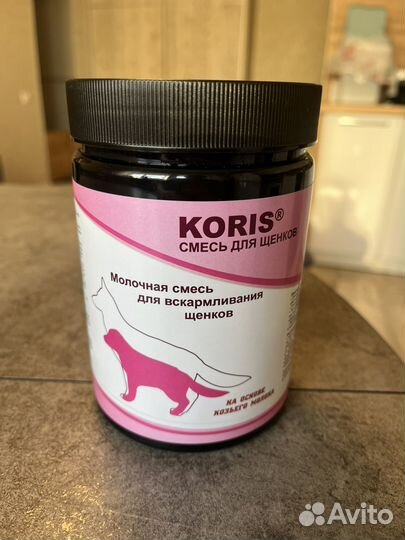 KORIS®
СМЕСЬ ДЛЯ ЩЕНКОВ
Молочная смесь
для вскармливания
щенков
на основе
козьего молока
Avito